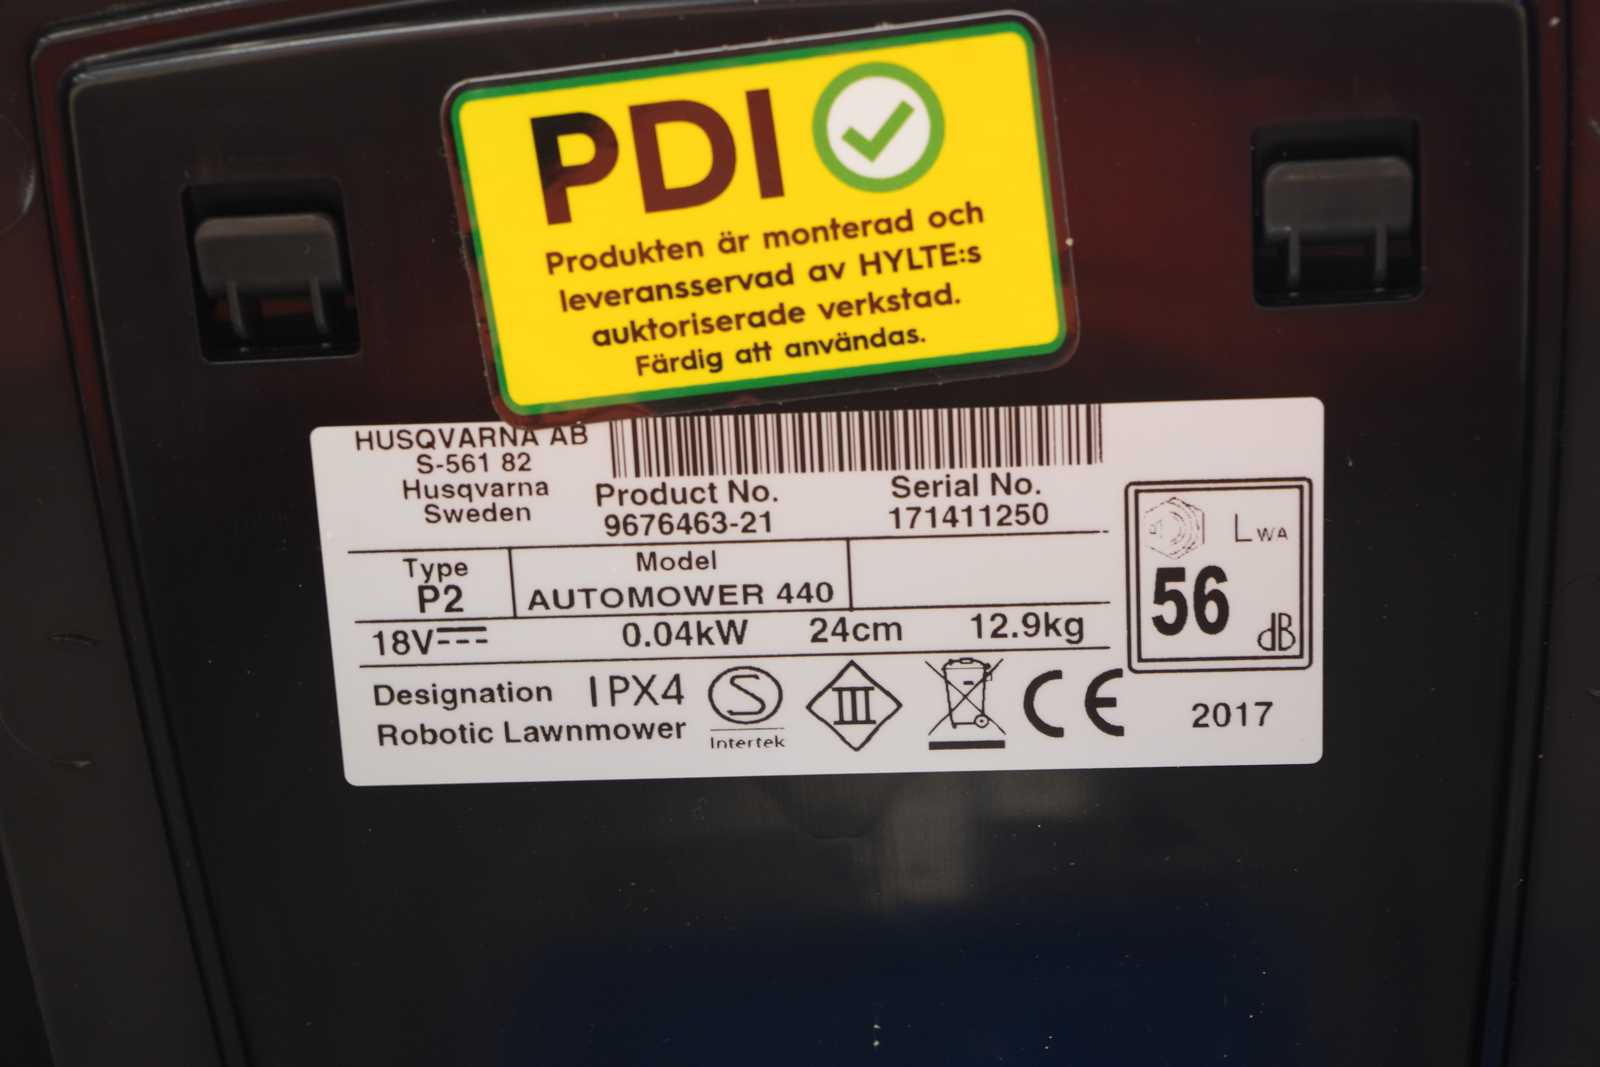 PDI
Produkten är monterad och
leveransservad av HYLTE:s
auktoriserade verkstad.
Färdig att användas.
HUSQVARNA AB
S-561 82
Husqvarna
Sweden
Product No.
9676463-21
Serial No.
171411250
Type
P2
Model
AUTOMOWER 440
18V
0.04kW
24cm
12.9kg
Designation
Robotic Lawnmower
IPX4
S
Intertek
III
CE
LWA
56
dB
2017